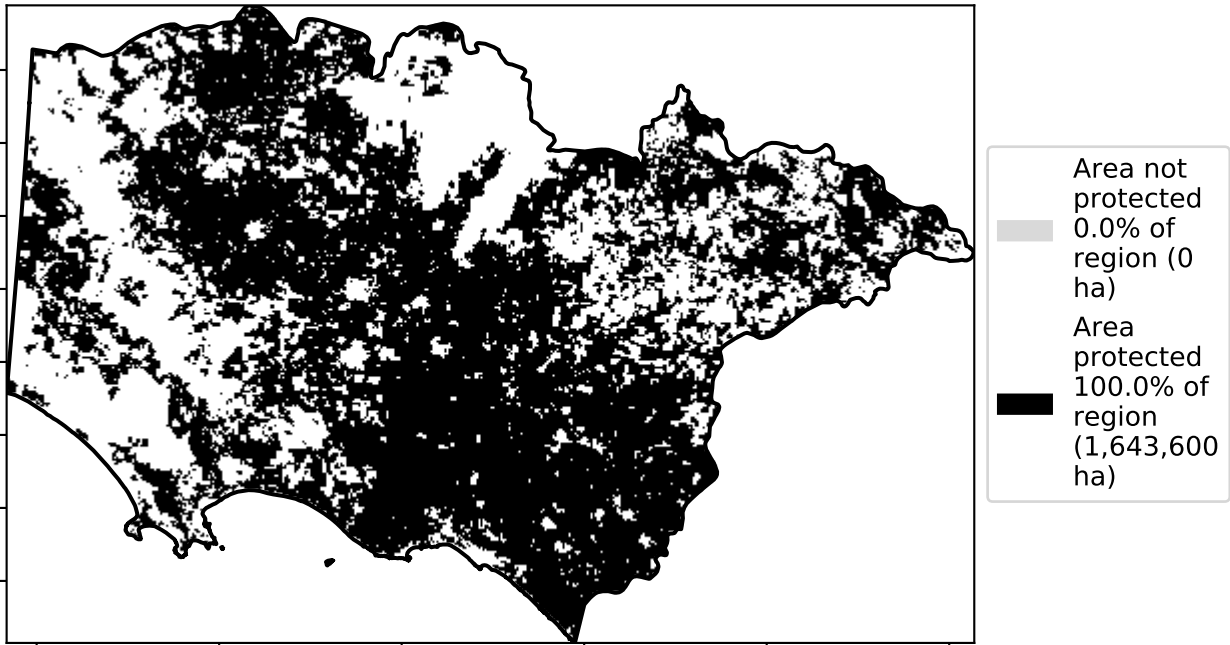 Area not
protected
0.0% of
region (0
ha)
Area
protected
100.0% of
region
(1,643,600
ha)